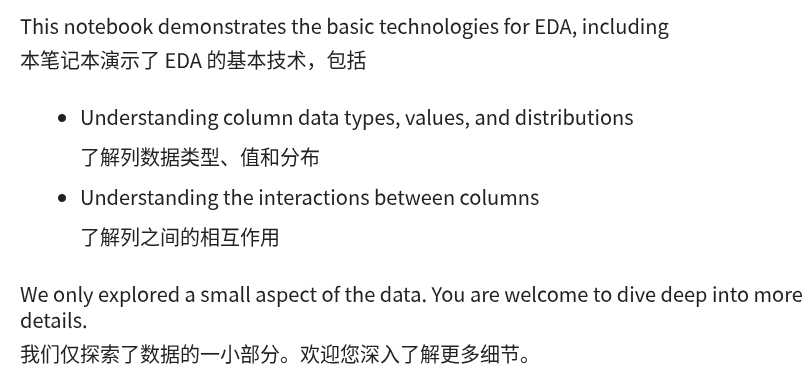 This notebook demonstrates the basic technologies for EDA, including
本笔记本演示了 EDA 的基本技术，包括
• Understanding column data types, values, and distributions
了解列数据类型、值和分布
• Understanding the interactions between columns
了解列之间的相互作用
We only explored a small aspect of the data. You are welcome to dive deep into more
details.
我们仅探索了数据的一小部分。欢迎您深入了解更多细节。